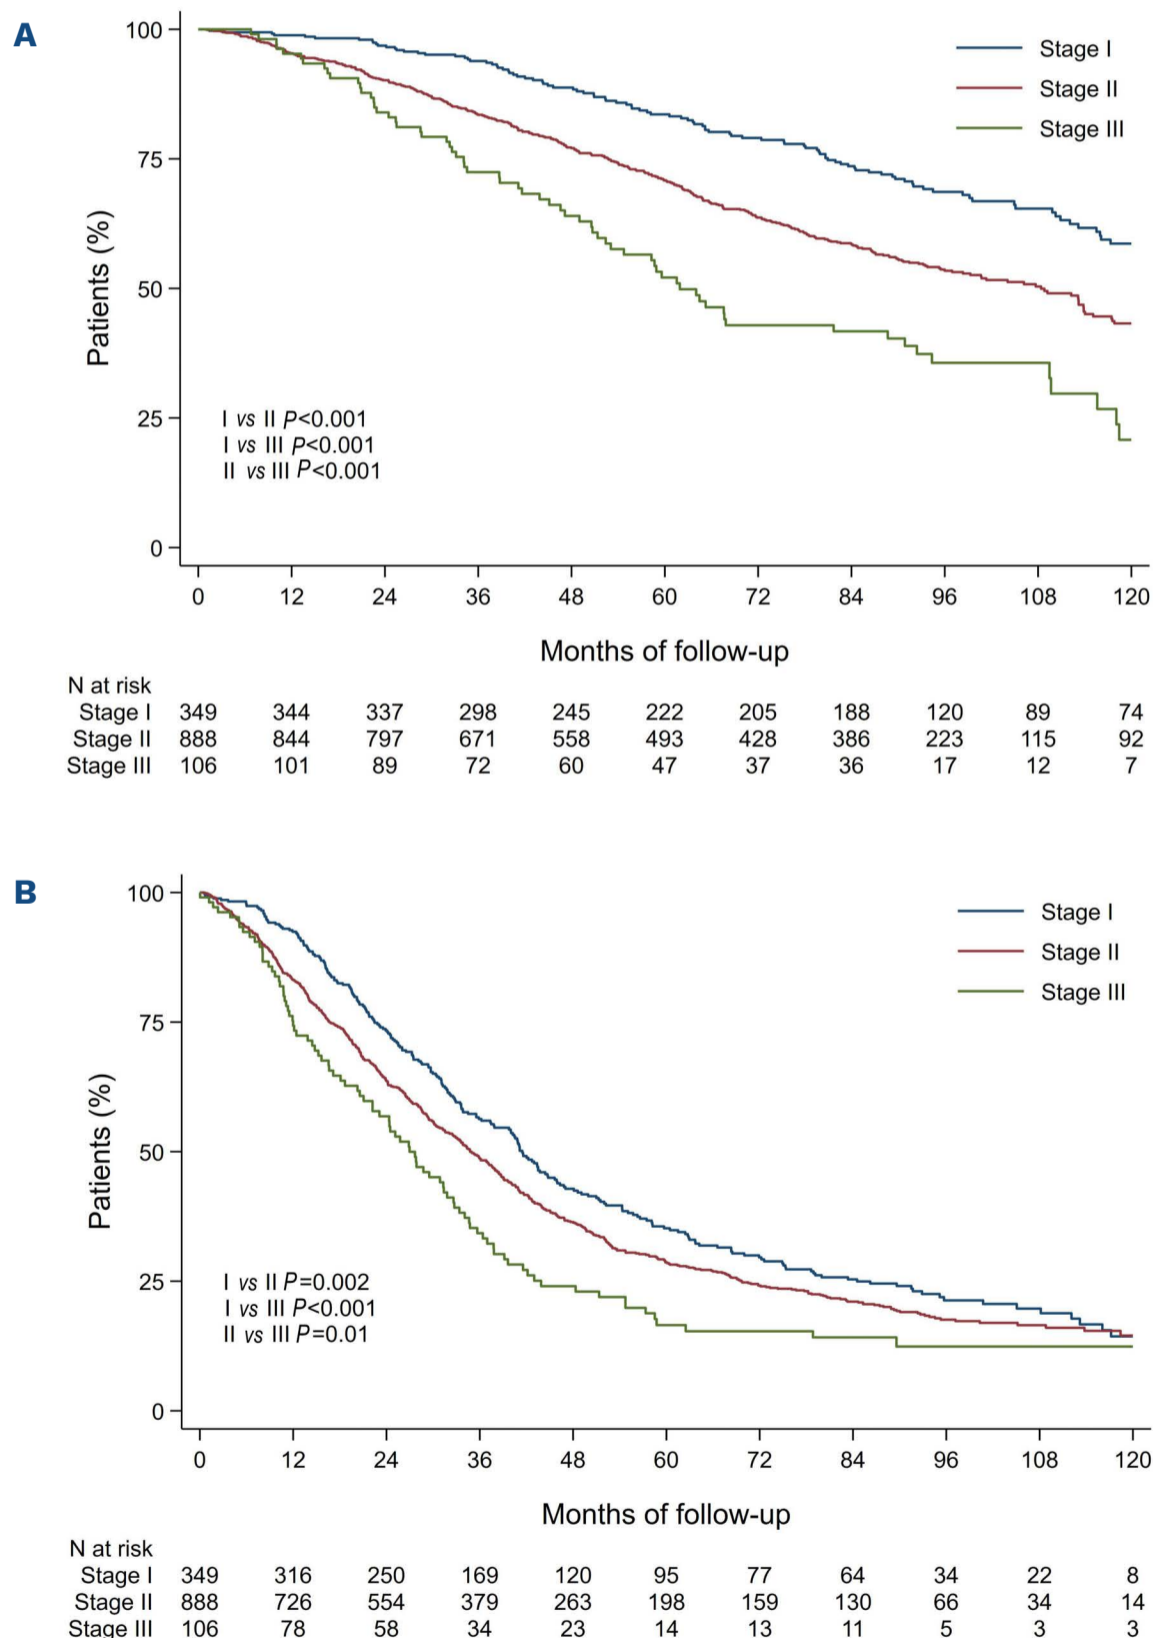 A
100
75
50
25
0
Patients (%)
Stage I
Stage II
Stage III
I vs II P<0.001
I vs III P<0.001
II vs III P<0.001
0 12 24 36 48 60 72 84 96 108 120
Months of follow-up
N at risk
Stage I 349 344 337 298 245 222 205 188 120 89 74
Stage II 888 844 797 671 558 493 428 386 223 115 92
Stage III 106 101 89 72 60 47 37 36 17 12 7
B
100
75
50
25
0
Patients (%)
Stage I
Stage II
Stage III
I vs II P=0.002
I vs III P<0.001
II vs III P=0.01
0 12 24 36 48 60 72 84 96 108 120
Months of follow-up
N at risk
Stage I 349 316 250 169 120 95 77 64 34 22 8
Stage II 888 726 554 379 263 198 159 130 66 34 14
Stage III 106 78 58 34 23 14 13 11 5 3 3